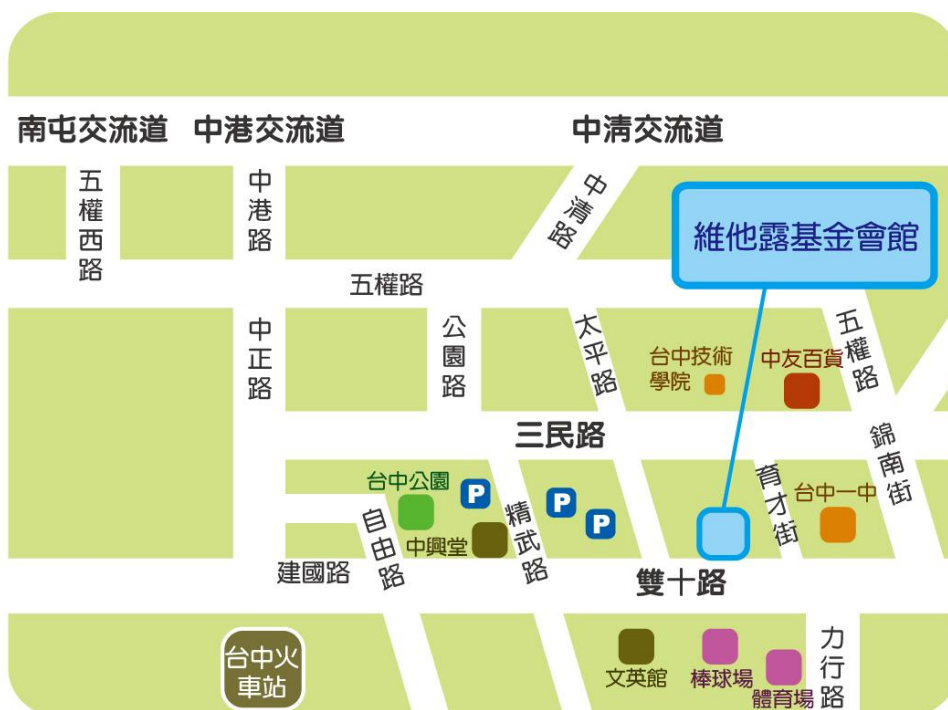 南屯交流道
中港交流道
中清交流道
五權西路
中港路
中清路
維他露基金會館
五權路
中正路
公園路
太平路
台中技術
學院
中友百貨
五權路
三民路
錦南街
台中公園
P
精武路
P
P
育才街
台中一中
自由路
中興堂
建國路
雙十路
台中火
車站
文英館
棒球場
體育場
力行路